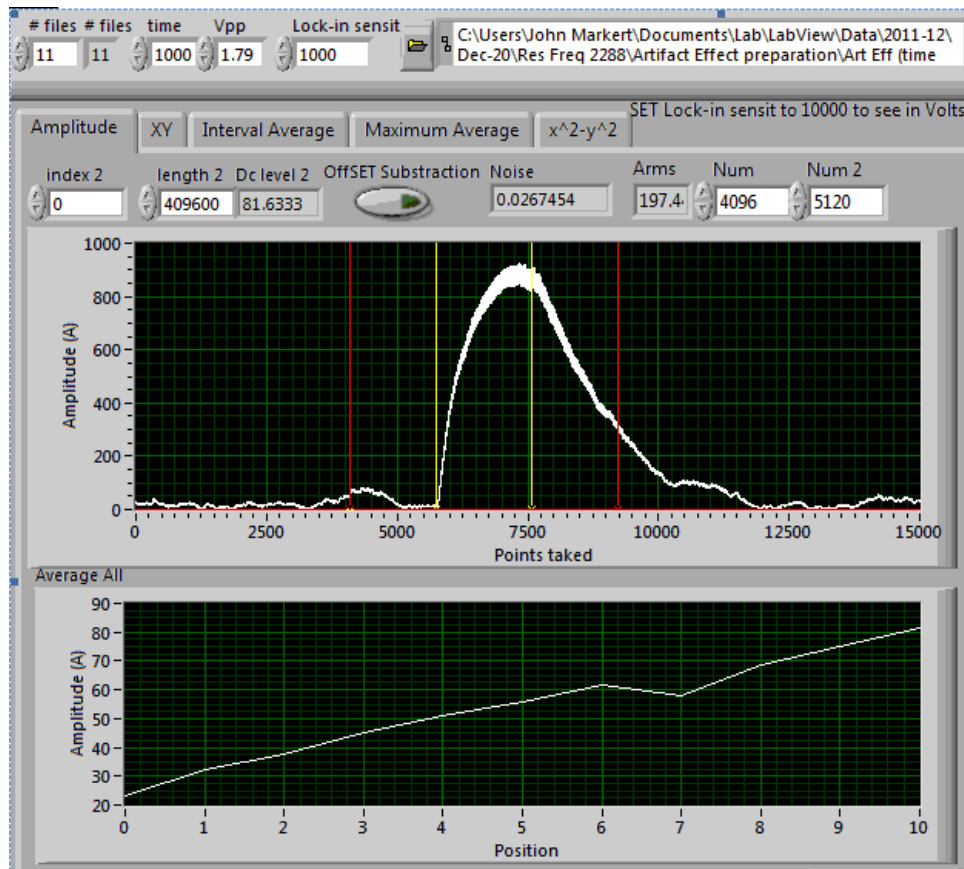 # files # files time Vpp Lock-in sensit
11 11 1000 1.79 1000
C:\Users\John Markert\Documents\Lab\LabView\Data\2011-12\
Dec-20\Res Freq 2288\Artifact Effect preparation\Art Eff (time
SET Lock-in sensit to 10000 to see in Volts
Amplitude XY Interval Average Maximum Average x^2-y^2
index 2 length 2 Dc level 2 OffSET Substraction Noise Arms Num Num 2
0 409600 81.6333 0.0267454 197.4 4096 5120
1000
800
600
400
200
0
Amplitude (A)
0 2500 5000 7500 10000 15000
Points taked
Average All
90
80
70
60
50
40
30
20
Amplitude (A)
0 1 2 3 4 5 6 7 8 9 10
Position